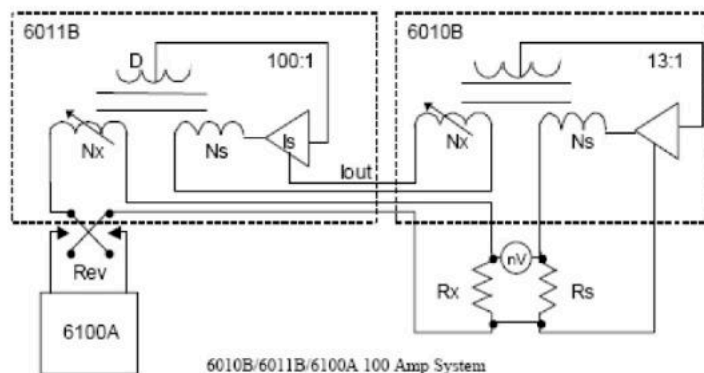 6011B
D
100:1
Nx
Ns
Is
Iout
6010B
13:1
Nx
Ns
Rev
6100A
nV
Rx
Rs
6010B/6011B/6100A 100 Amp System